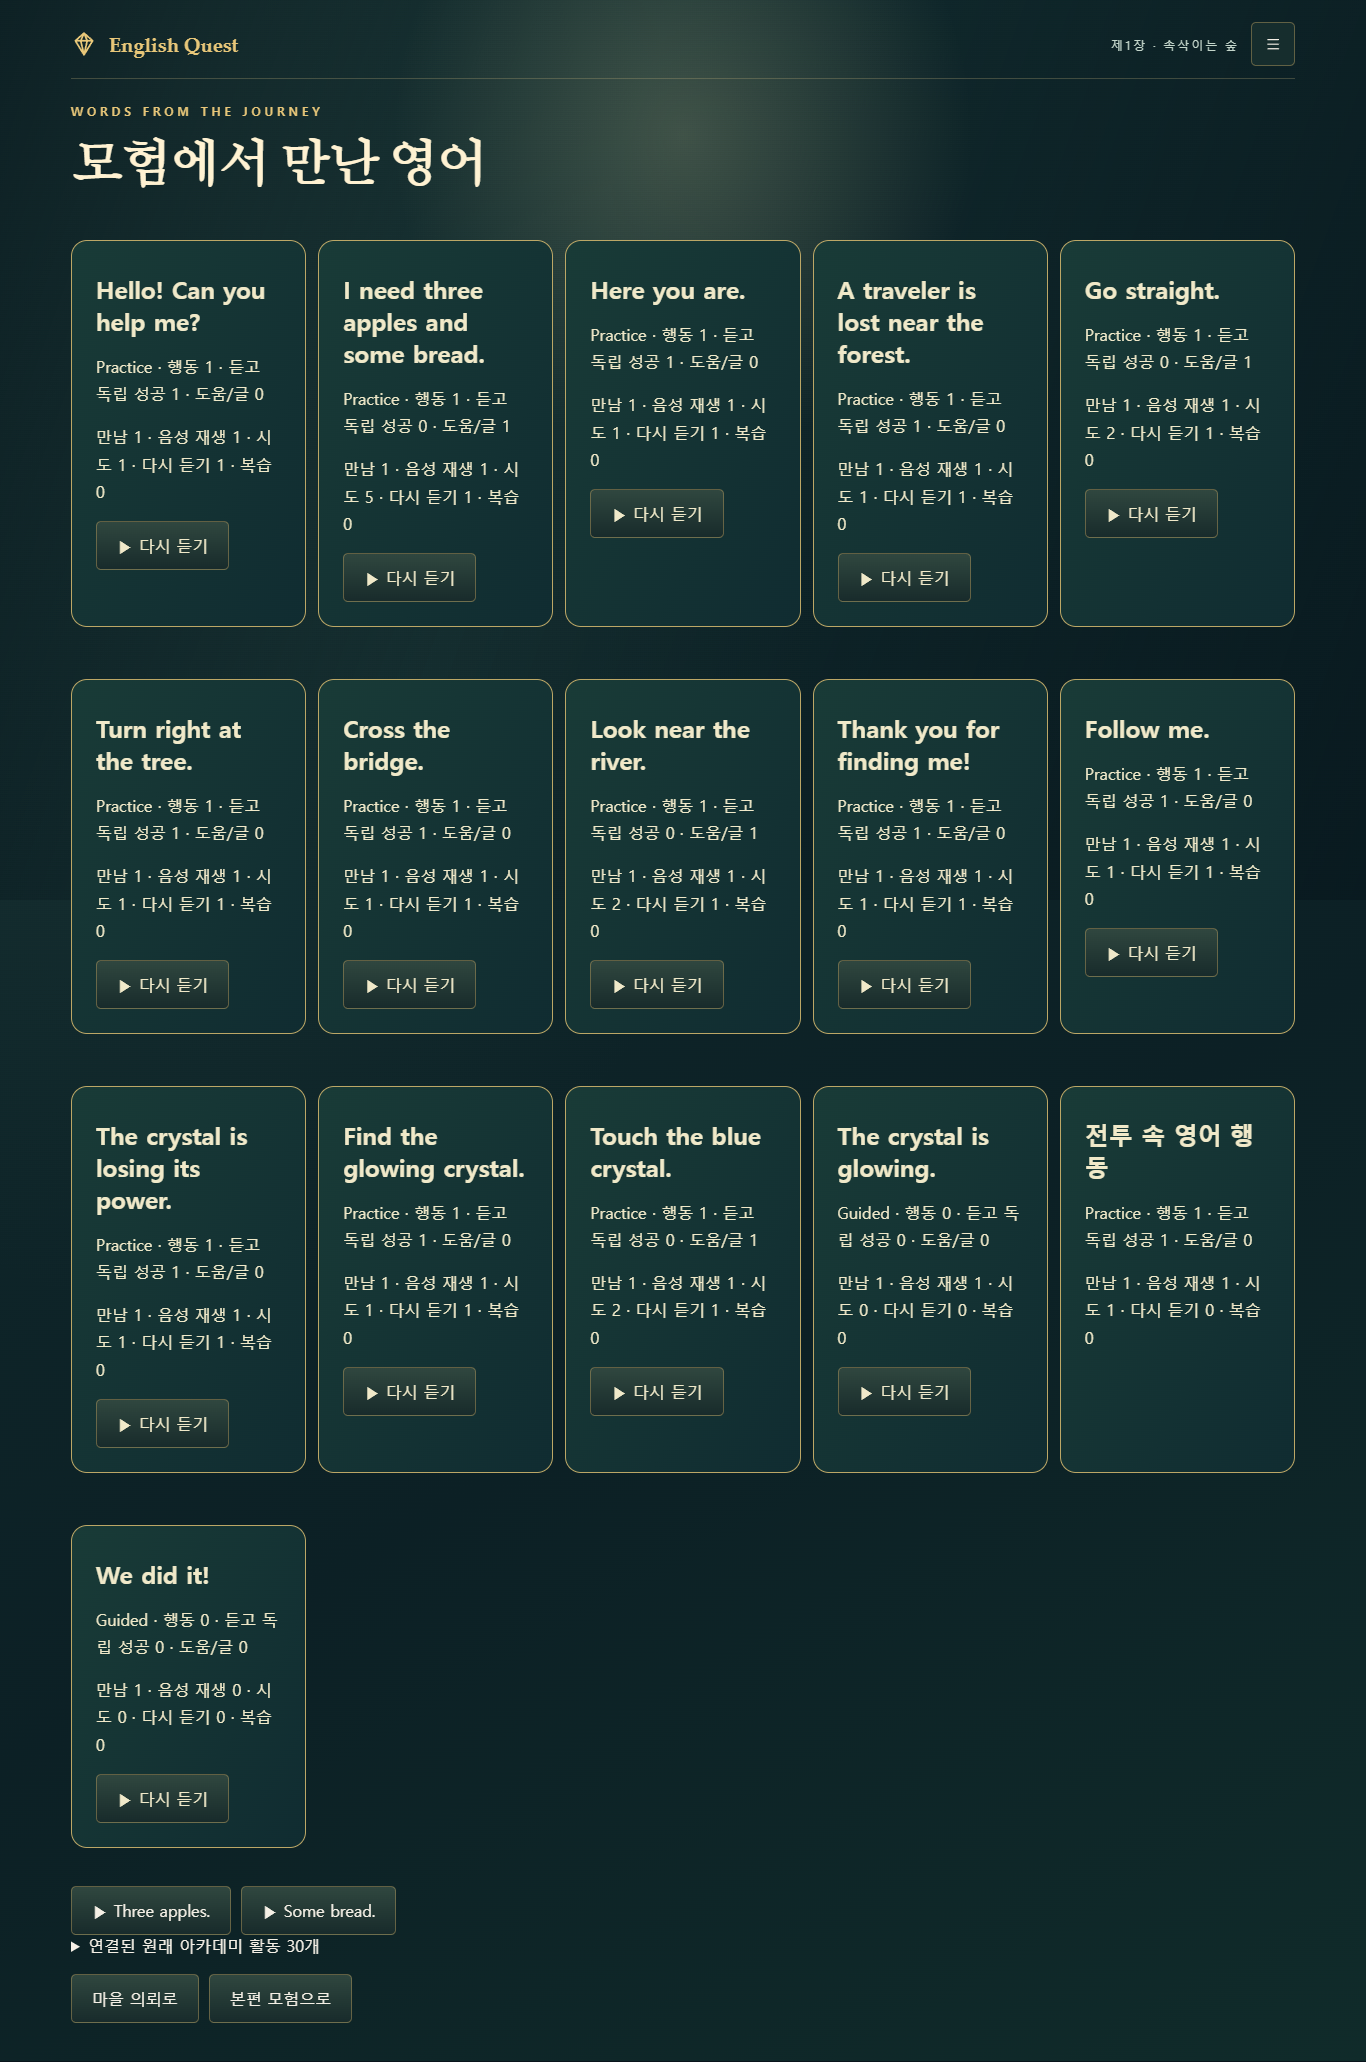 English Quest
제1장 · 속삭이는 숲
☰
WORDS FROM THE JOURNEY
모험에서 만난 영어
Hello! Can you
help me?
Practice · 행동 1 · 듣고
독립 성공 1 · 도움/글 0
만남 1 · 음성 재생 1 · 시
도 1 · 다시 듣기 1 · 복습
0
▶ 다시 듣기
I need three
apples and
some bread.
Practice · 행동 1 · 듣고
독립 성공 0 · 도움/글 1
만남 1 · 음성 재생 1 · 시
도 5 · 다시 듣기 1 · 복습
0
▶ 다시 듣기
Here you are.
Practice · 행동 1 · 듣고
독립 성공 1 · 도움/글 0
만남 1 · 음성 재생 1 · 시
도 1 · 다시 듣기 1 · 복습
0
▶ 다시 듣기
A traveler is
lost near the
forest.
Practice · 행동 1 · 듣고
독립 성공 1 · 도움/글 0
만남 1 · 음성 재생 1 · 시
도 1 · 다시 듣기 1 · 복습
0
▶ 다시 듣기
Go straight.
Practice · 행동 1 · 듣고
독립 성공 0 · 도움/글 1
만남 1 · 음성 재생 1 · 시
도 2 · 다시 듣기 1 · 복습
0
▶ 다시 듣기
Turn right at
the tree.
Practice · 행동 1 · 듣고
독립 성공 1 · 도움/글 0
만남 1 · 음성 재생 1 · 시
도 1 · 다시 듣기 1 · 복습
0
▶ 다시 듣기
Cross the
bridge.
Practice · 행동 1 · 듣고
독립 성공 1 · 도움/글 0
만남 1 · 음성 재생 1 · 시
도 1 · 다시 듣기 1 · 복습
0
▶ 다시 듣기
Look near the
river.
Practice · 행동 1 · 듣고
독립 성공 0 · 도움/글 1
만남 1 · 음성 재생 1 · 시
도 2 · 다시 듣기 1 · 복습
0
▶ 다시 듣기
Thank you for
finding me!
Practice · 행동 1 · 듣고
독립 성공 1 · 도움/글 0
만남 1 · 음성 재생 1 · 시
도 1 · 다시 듣기 1 · 복습
0
▶ 다시 듣기
Follow me.
Practice · 행동 1 · 듣고
독립 성공 1 · 도움/글 0
만남 1 · 음성 재생 1 · 시
도 1 · 다시 듣기 1 · 복습
0
▶ 다시 듣기
The crystal is
losing its
power.
Practice · 행동 1 · 듣고
독립 성공 1 · 도움/글 0
만남 1 · 음성 재생 1 · 시
도 1 · 다시 듣기 1 · 복습
0
▶ 다시 듣기
Find the
glowing crystal.
Practice · 행동 1 · 듣고
독립 성공 1 · 도움/글 0
만남 1 · 음성 재생 1 · 시
도 1 · 다시 듣기 1 · 복습
0
▶ 다시 듣기
Touch the blue
crystal.
Practice · 행동 1 · 듣고
독립 성공 0 · 도움/글 1
만남 1 · 음성 재생 1 · 시
도 2 · 다시 듣기 1 · 복습
0
▶ 다시 듣기
The crystal is
glowing.
Guided · 행동 0 · 듣고 독
립 성공 0 · 도움/글 0
만남 1 · 음성 재생 1 · 시
도 0 · 다시 듣기 0 · 복습
0
▶ 다시 듣기
전투 속 영어 행
동
Practice · 행동 1 · 듣고
독립 성공 1 · 도움/글 0
만남 1 · 음성 재생 1 · 시
도 1 · 다시 듣기 0 · 복습
0
We did it!
Guided · 행동 0 · 듣고 독
립 성공 0 · 도움/글 0
만남 1 · 음성 재생 0 · 시
도 0 · 다시 듣기 0 · 복습
0
▶ 다시 듣기
▶ Three apples.
▶ Some bread.
▶ 연결된 원래 아카데미 활동 30개
마을 의뢰로
본편 모험으로